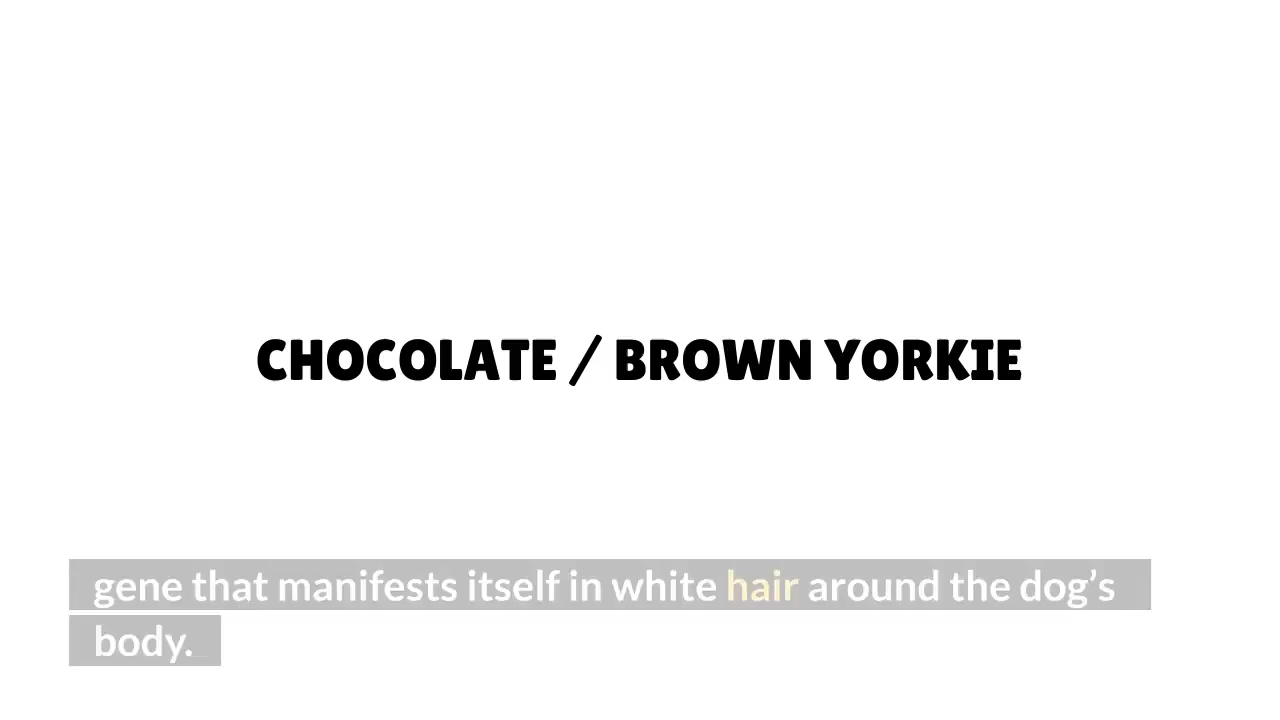 CHOCOLATE / BROWN YORKIE
gene that manifests itself in white hair around the dog’s
body.